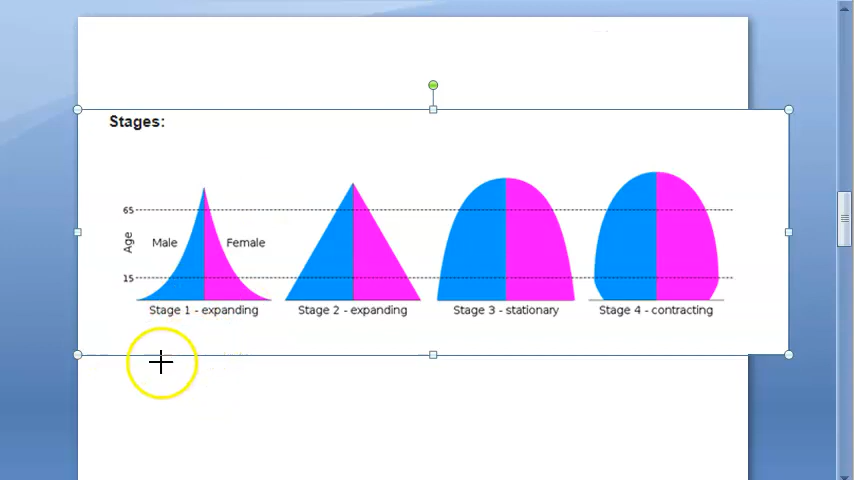 Stages:
65
Age
Male
Female
15
Stage 1 - expanding
Stage 2 - expanding
Stage 3 - stationary
Stage 4 - contracting